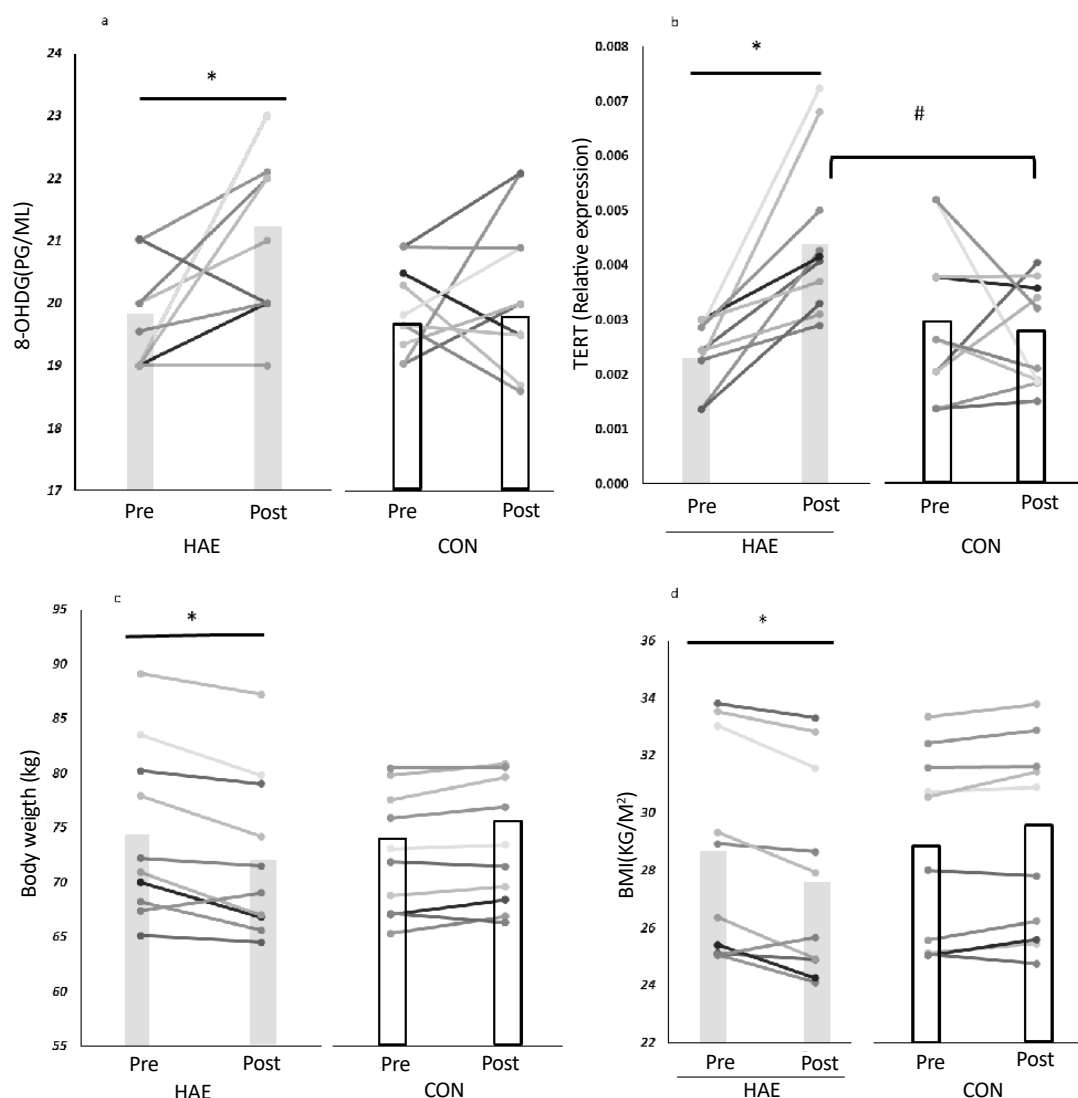 a
24
23
22
21
20
19
18
17
8-OHDG(PG/ML)
*
Pre
Post
Pre
Post
HAE
CON
b
0.008
0.007
0.006
0.005
0.004
0.003
0.002
0.001
0.000
TERT (Relative expression)
*
#
Pre
Post
Pre
Post
HAE
CON
c
95
90
85
80
75
70
65
60
55
Body weigth (kg)
*
Pre
Post
Pre
Post
HAE
CON
d
36
34
32
30
28
26
24
22
BMI(KG/M²)
*
Pre
Post
Pre
Post
HAE
CON